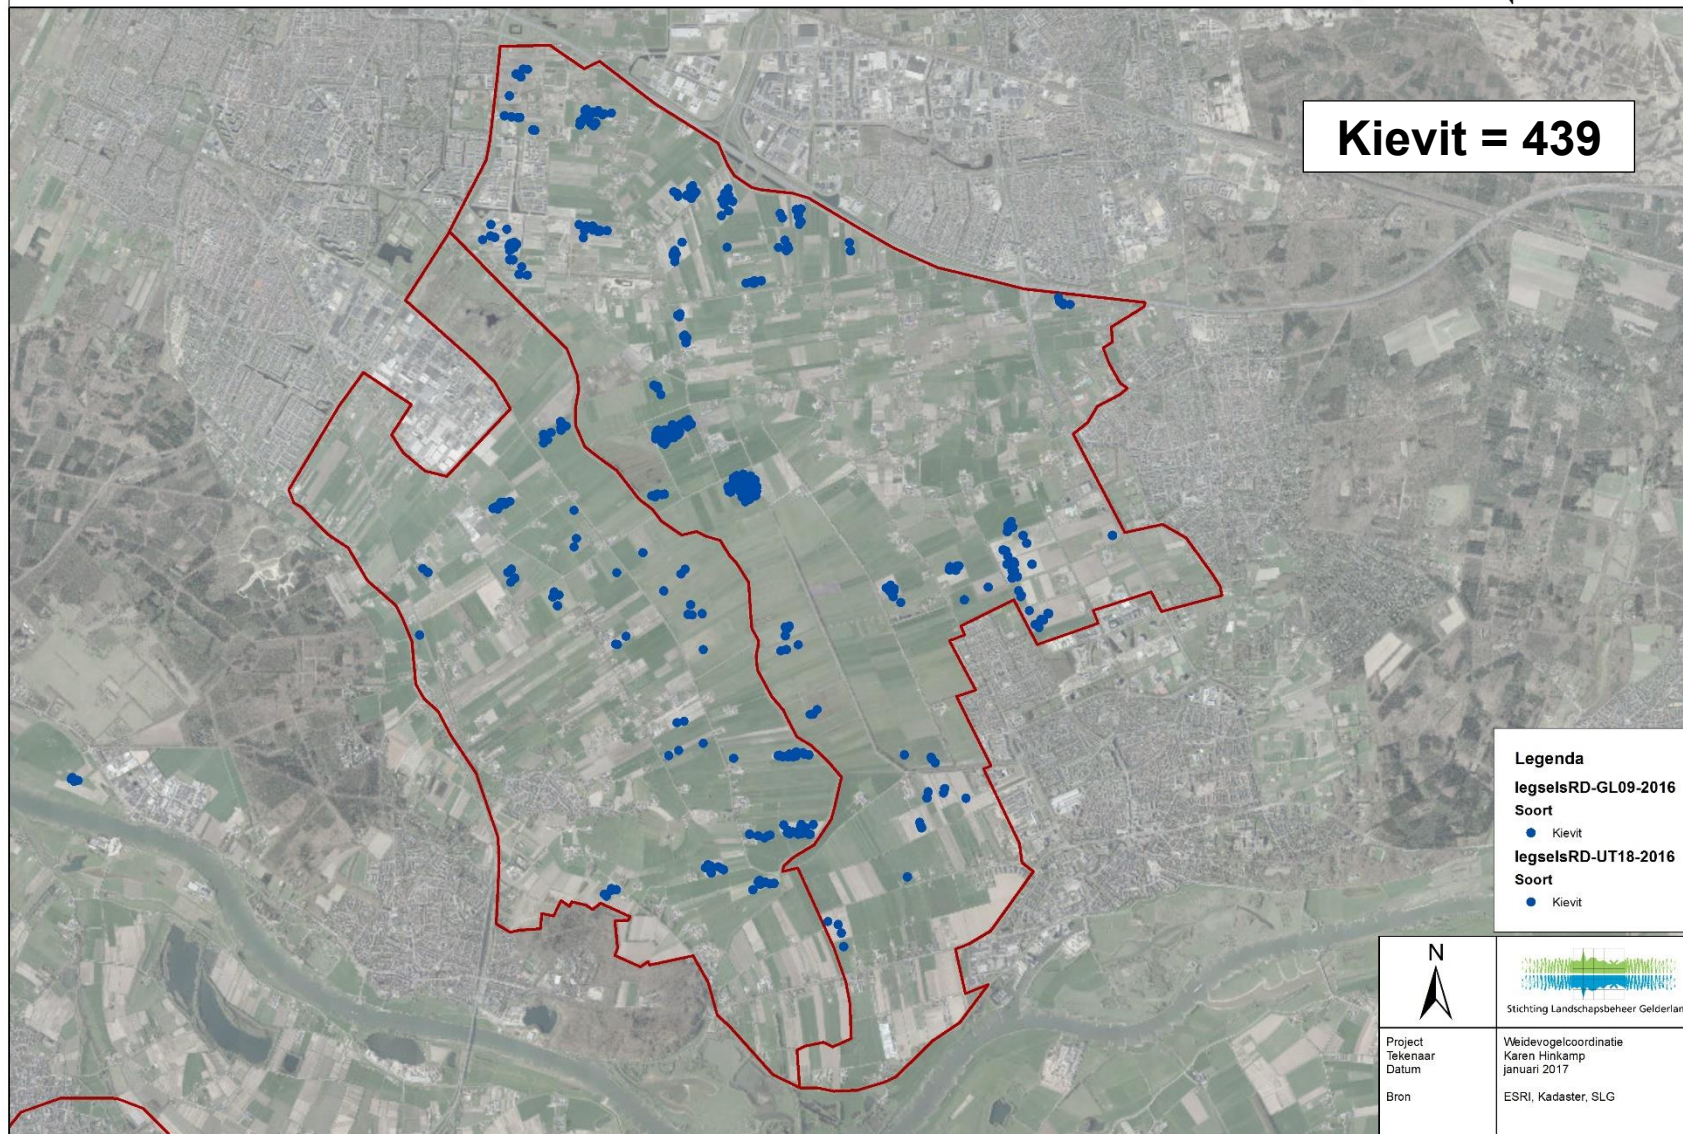 Kievit = 439
Legenda
legselsRD-GL09-2016
Soort
Kievit
legselsRD-UT18-2016
Soort
Kievit
N
Stichting Landschapsbeheer Gelderlan
Project Weidevogelcoordinatie
Tekenaar Karen Hinkamp
Datum januari 2017
Bron ESRI, Kadaster, SLG